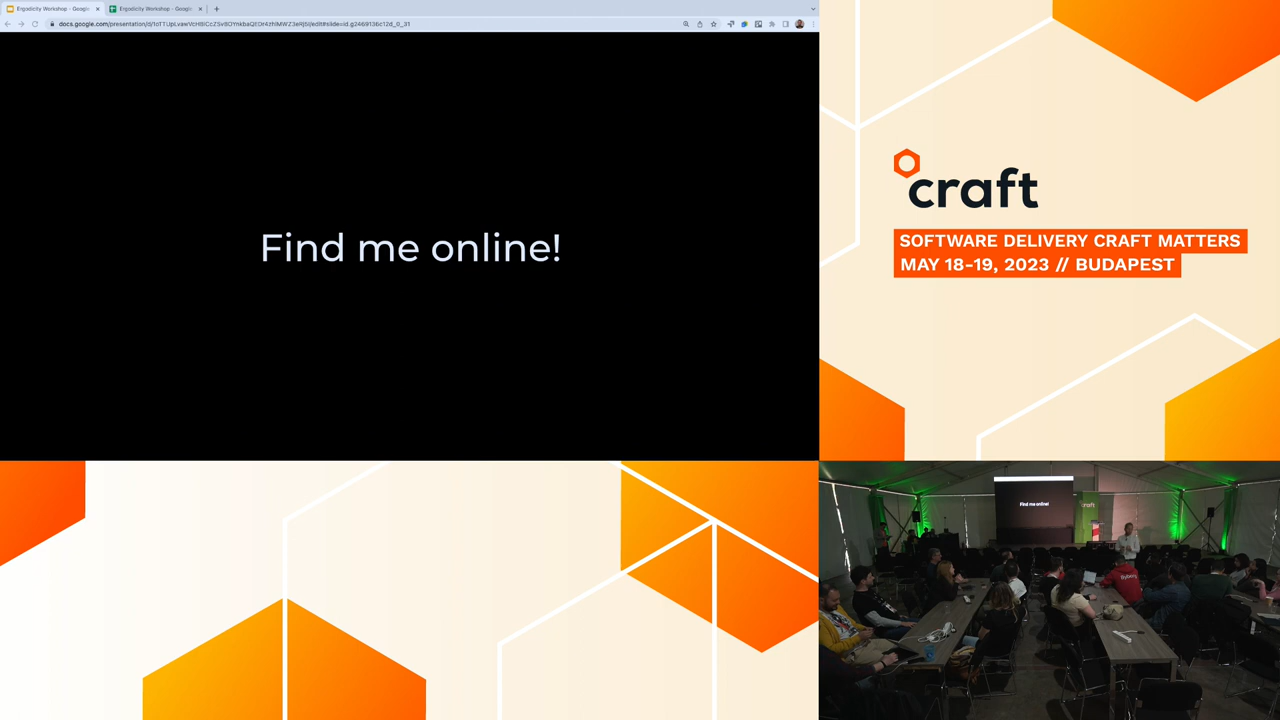 Ergodicity Workshop - Google
Ergodicity Workshop - Google
Find me online!
craft
SOFTWARE DELIVERY CRAFT MATTERS
MAY 18-19, 2023 // BUDAPEST
Find me online!
craft